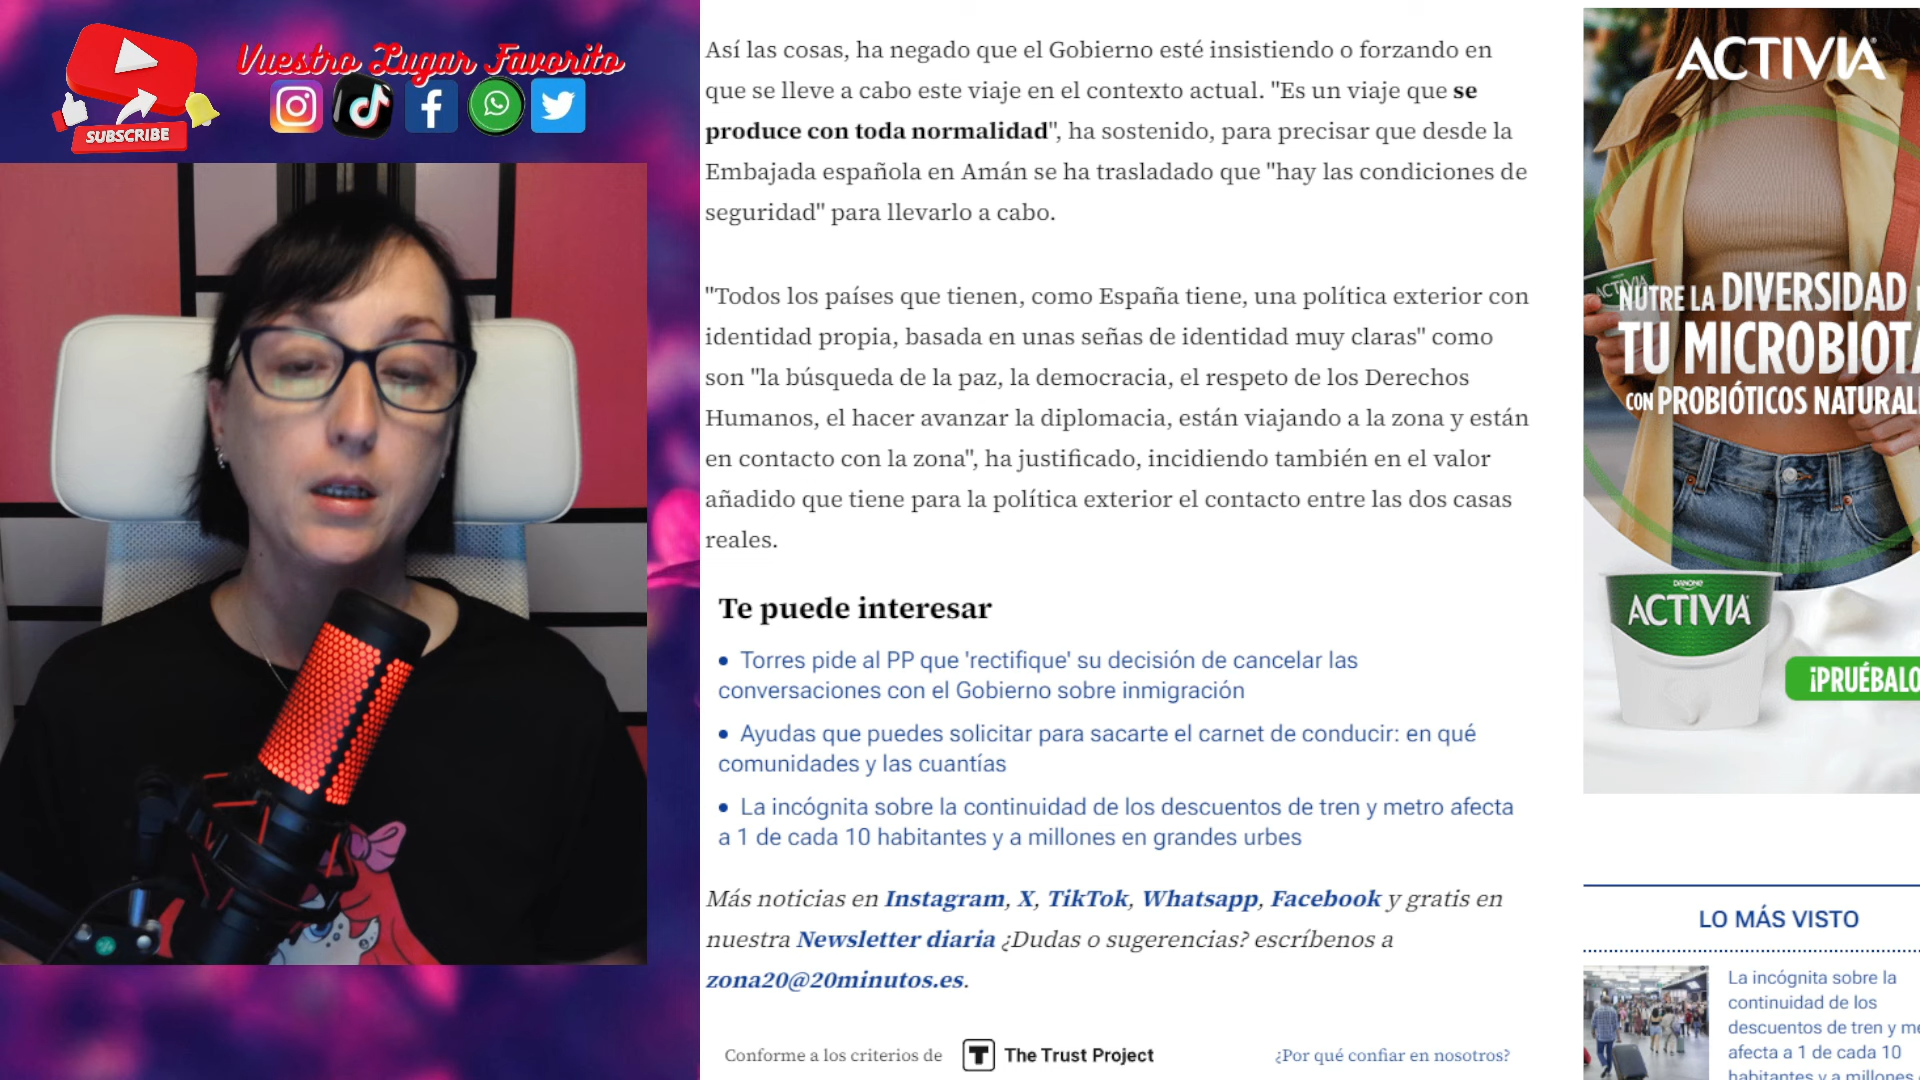 Vuestro Lugar Favorito
SUBSCRIBE
Así las cosas, ha negado que el Gobierno esté insistiendo o forzando en
que se lleve a cabo este viaje en el contexto actual. "Es un viaje que se
produce con toda normalidad", ha sostenido, para precisar que desde la
Embajada española en Amán se ha trasladado que "hay las condiciones de
seguridad" para llevarlo a cabo.
"Todos los países que tienen, como España tiene, una política exterior con
identidad propia, basada en unas señas de identidad muy claras" como
son "la búsqueda de la paz, la democracia, el respeto de los Derechos
Humanos, el hacer avanzar la diplomacia, están viajando a la zona y están
en contacto con la zona", ha justificado, incidiendo también en el valor
añadido que tiene para la política exterior el contacto entre las dos casas
reales.
Te puede interesar
• Torres pide al PP que 'rectifique' su decisión de cancelar las
conversaciones con el Gobierno sobre inmigración
• Ayudas que puedes solicitar para sacarte el carnet de conducir: en qué
comunidades y las cuantías
• La incógnita sobre la continuidad de los descuentos de tren y metro afecta
a 1 de cada 10 habitantes y a millones en grandes urbes
Más noticias en Instagram, X, TikTok, Whatsapp, Facebook y gratis en
nuestra Newsletter diaria ¿Dudas o sugerencias? escríbenos a
zona20@20minutos.es.
Conforme a los criterios de T The Trust Project
¿Por qué confiar en nosotros?
ACTIVIA
ACTIVIA
NUTRE LA DIVERSIDAD
TU MICROBIOTA
CON PROBIÓTICOS NATURAL
DANONE
ACTIVIA
¡PRUÉBALO
LO MÁS VISTO
La incógnita sobre la
continuidad de los
descuentos de tren y me
afecta a 1 de cada 10
habitantes y a millones